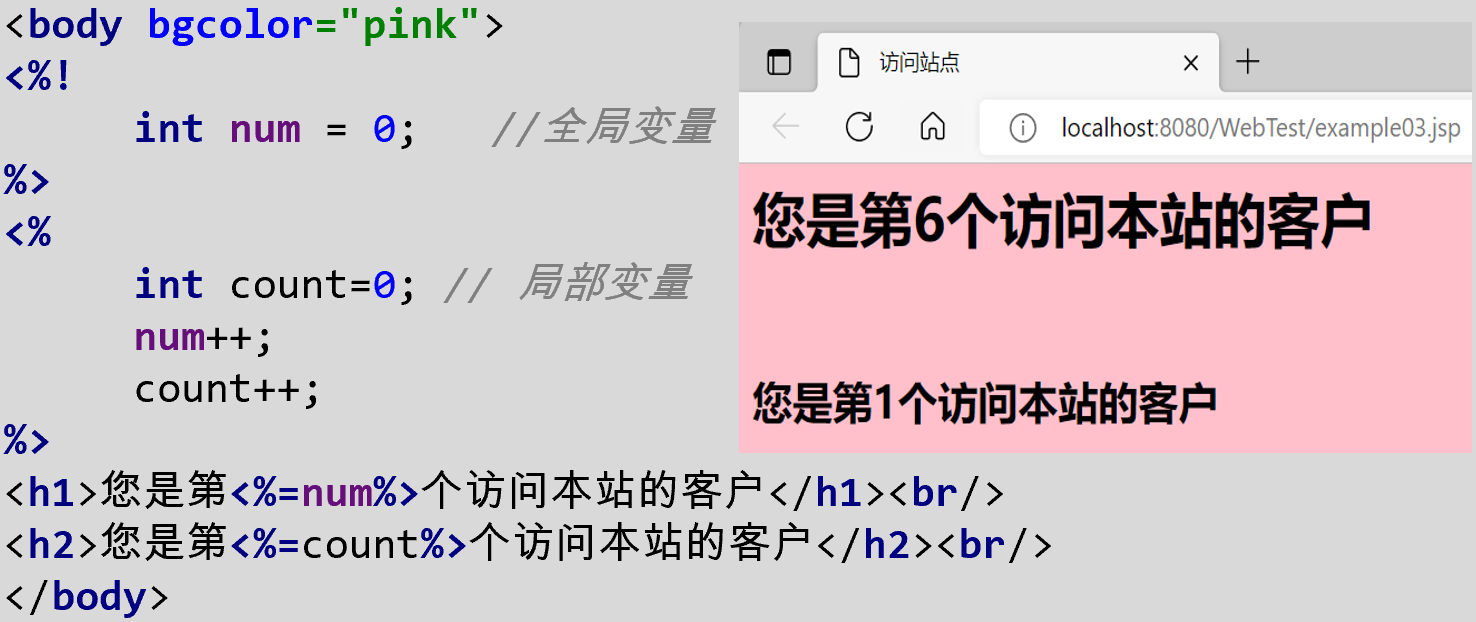 <body bgcolor="pink">
<%!
int num = 0; //全局变量
%>
<%
int count=0; // 局部变量
num++;
count++;
%>
<h1>您是第<%=num%>个访问本站的客户</h1><br/>
<h2>您是第<%=count%>个访问本站的客户</h2><br/>
</body>
访问站点
localhost:8080/WebTest/example03.jsp
您是第6个访问本站的客户
您是第1个访问本站的客户